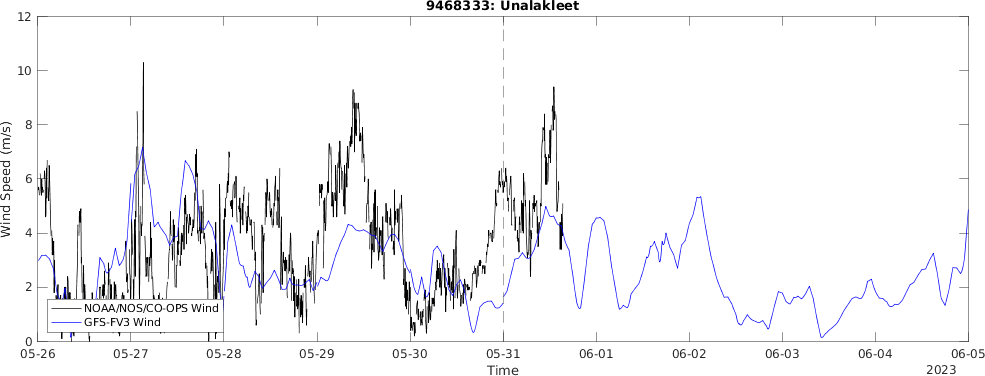 9468333: Unalakleet
Wind Speed (m/s)
12
10
8
6
4
2
0
NOAA/NOS/CO-OPS Wind
GFS-FV3 Wind
05-26 05-27 05-28 05-29 05-30 05-31 06-01 06-02 06-03 06-04 06-05
Time
2023